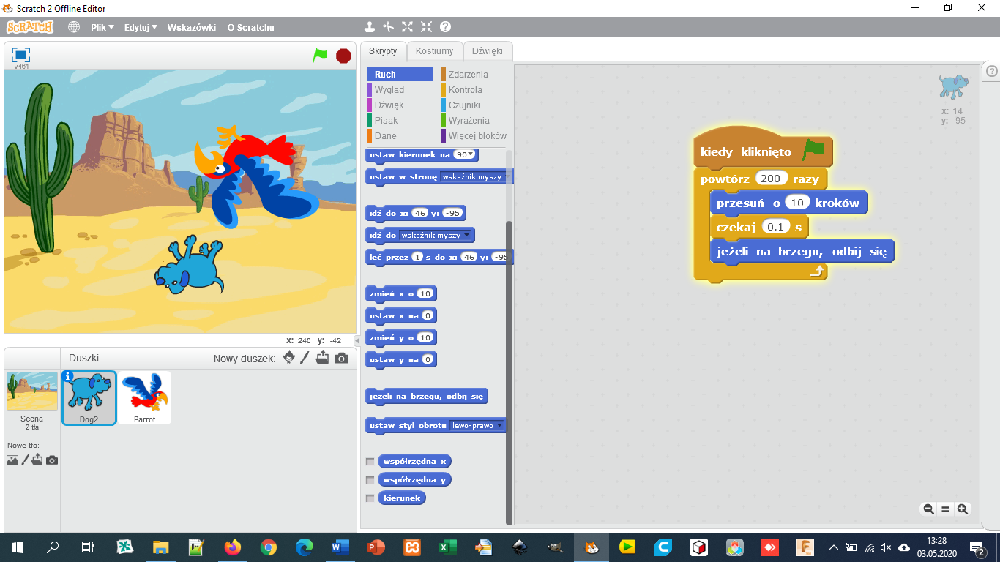 Scratch 2 Offline Editor
SCRATCH Plik Edytuj Wskazówki O Scratchu
v461
Skrypty Kostiumy Dźwięki
Ruch Zdarzenia
Wygląd Kontrola
Dźwięk Czujniki
Pisak Wyrażenia
Dane Więcej bloków
ustaw kierunek na 90
ustaw w stronę wskaźnik myszy
idź do x: 46 y: -95
idź do wskaźnik myszy
leć przez 1 s do x: 46 y: -95
zmień x o 10
ustaw x na 0
zmień y o 10
ustaw y na 0
jeżeli na brzegu, odbij się
ustaw styl obrotu lewo-prawo
współrzędna x
współrzędna y
kierunek
x: 14
y: -95
kiedy kliknięto
powtórz 200 razy
przesuń o 10 kroków
czekaj 0.1 s
jeżeli na brzegu, odbij się
x: 240 y: -42
Duszki Nowy duszek:
Scena
2 tła
Nowe tło:
Dog2
Parrot
13:28
03.05.2020
2